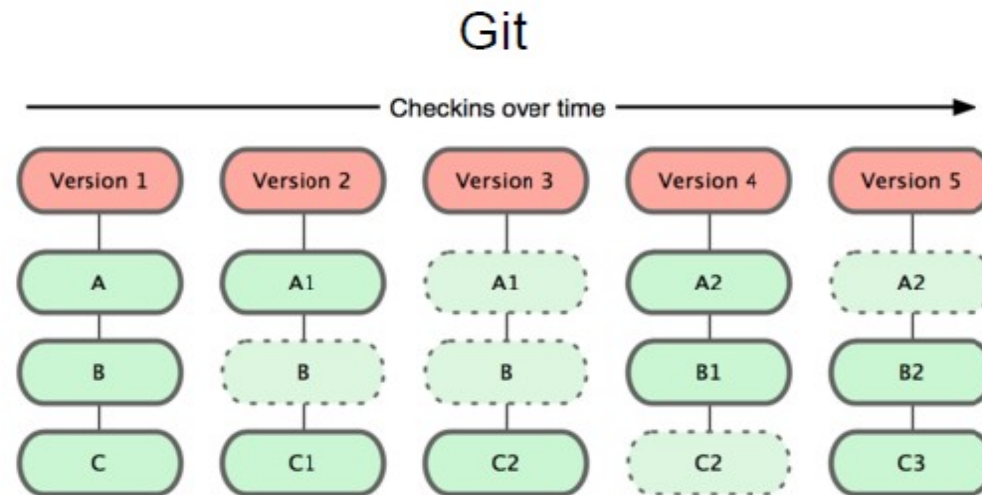 Git
Checkins over time
Version 1 Version 2 Version 3 Version 4 Version 5
A A1 A1 A2 A2
B B B B1 B2
C C1 C2 C2 C3